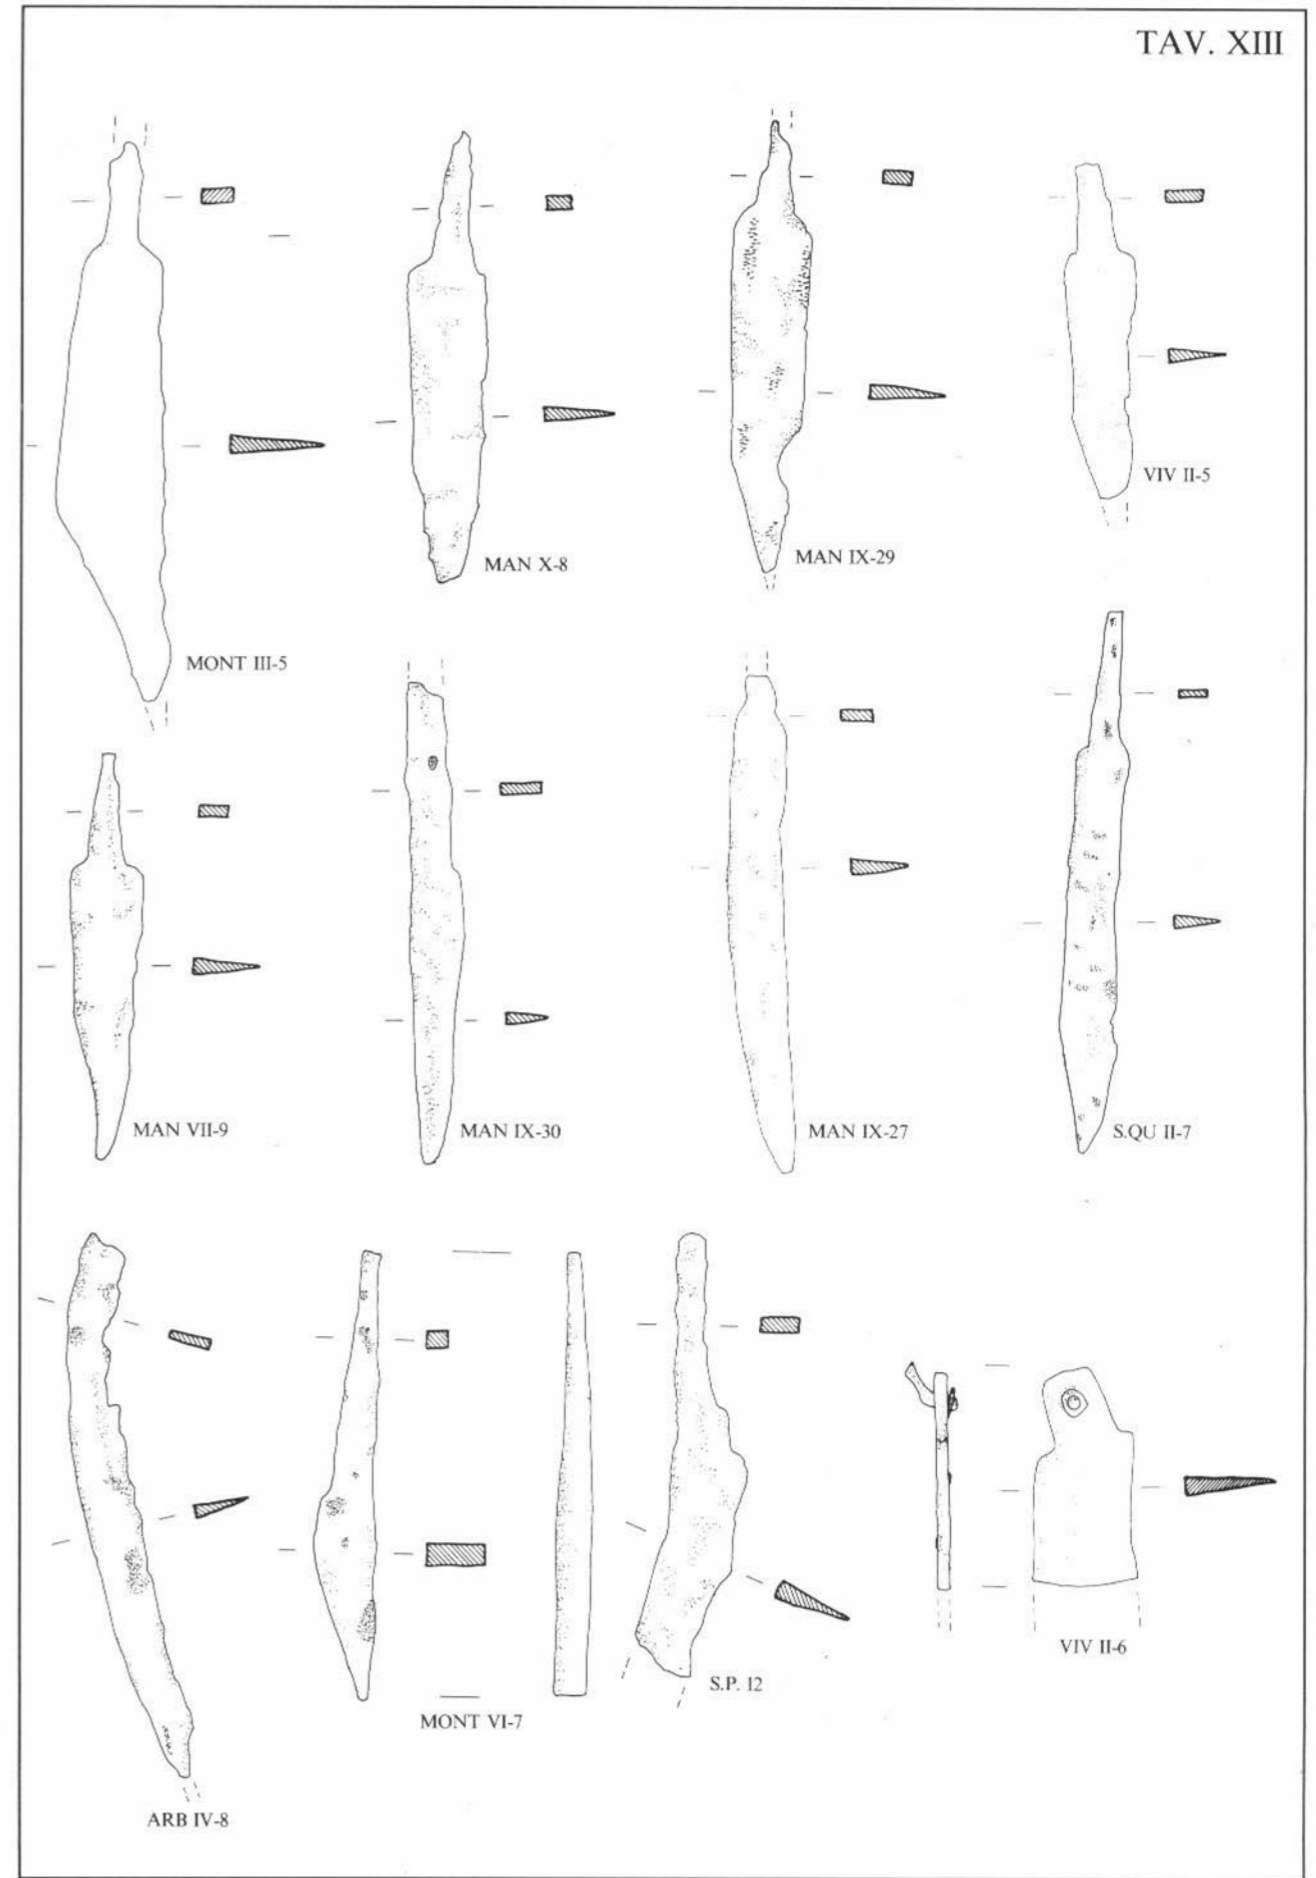 TAV. XIII
MAN X-8
MAN IX-29
VIV II-5
MONT III-5
MAN VII-9
MAN IX-30
MAN IX-27
S.QU II-7
MONT VI-7
S.P. 12
VIV II-6
ARB IV-8